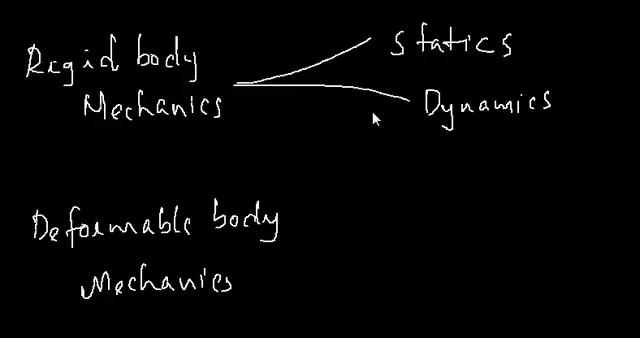 Rigid body
Mechanics
Statics
Dynamics
Deformable body
Mechanics